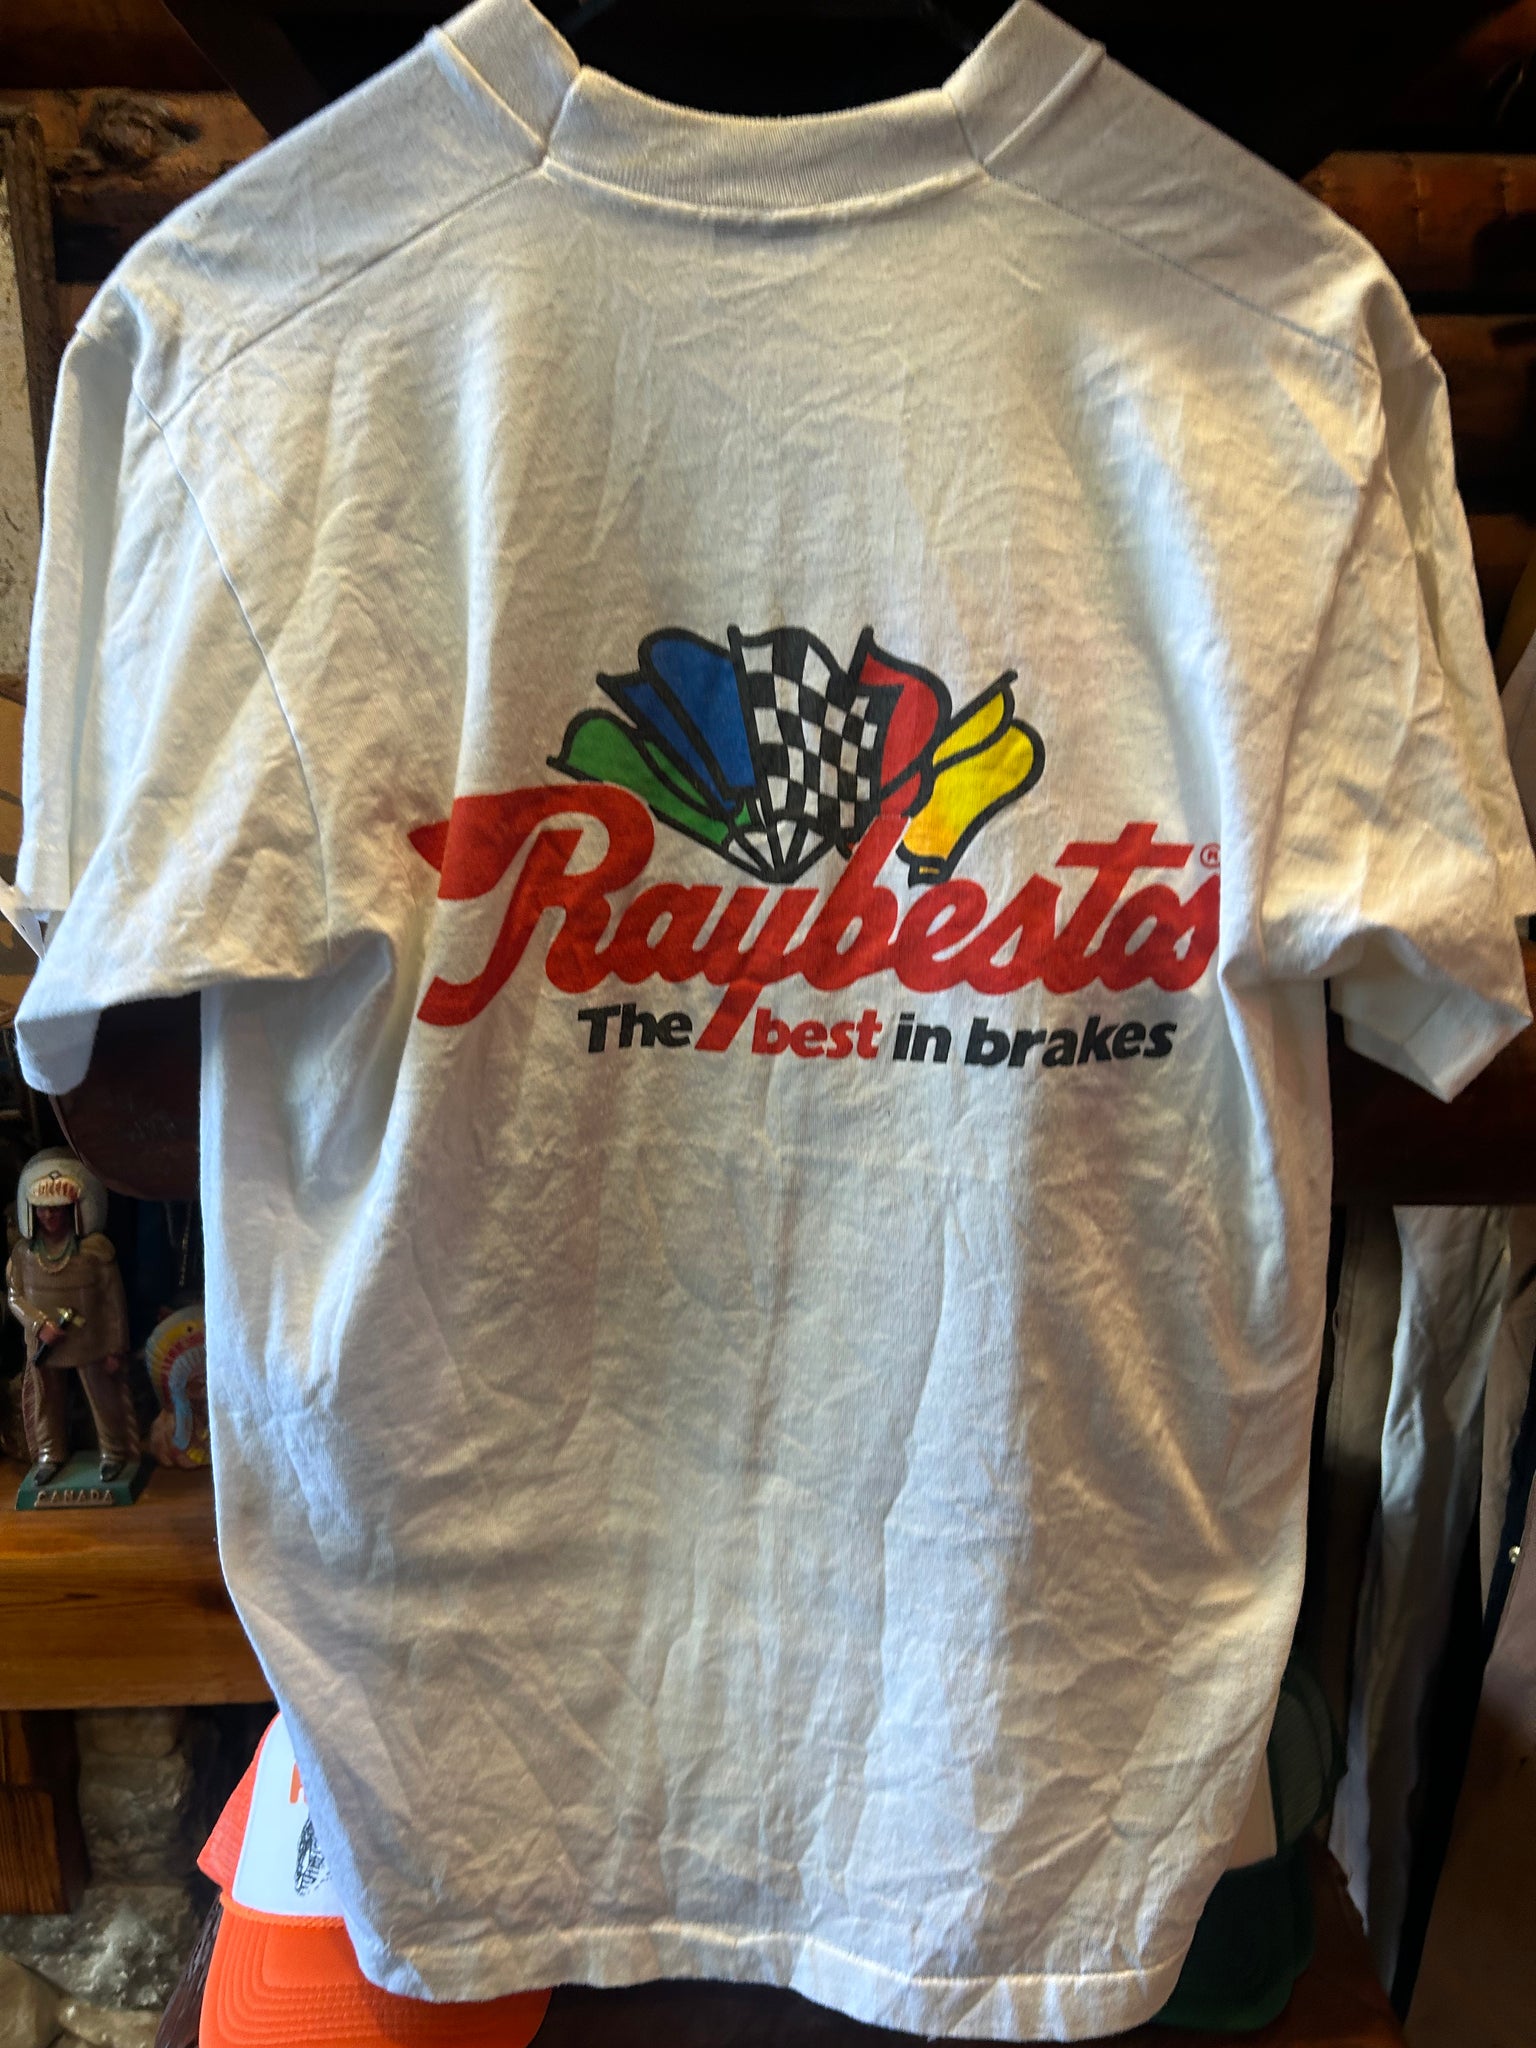 Raybestos®
The best in brakes
CANADA